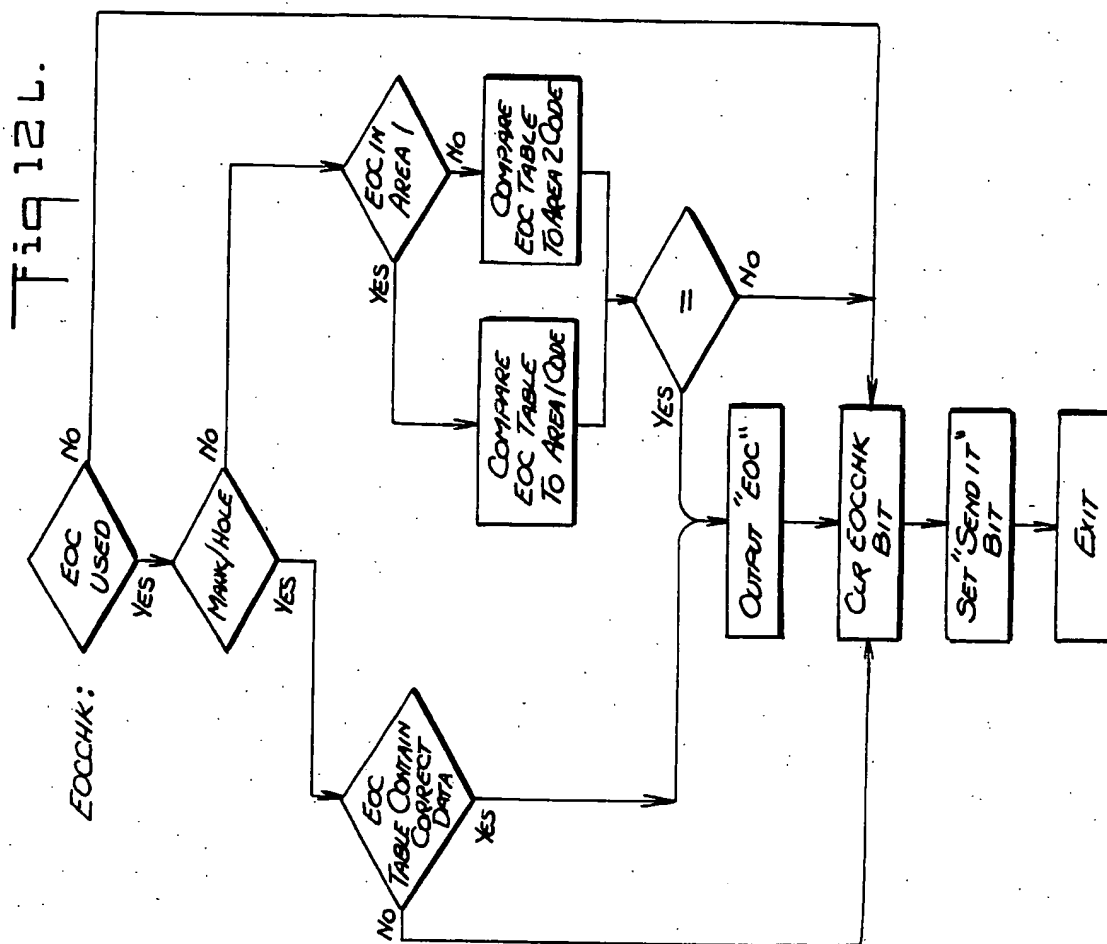 Fig 12L.
EOCCHK:
EOC
USED
NO
YES
MARK/HOLE
NO
YES
EOC IN
AREA 1
YES
NO
EOC
TABLE CONTAIN
CORRECT
DATA
NO
YES
COMPARE
EOC TABLE
TO AREA 1 CODE
COMPARE
EOC TABLE
TO AREA 2 CODE
=
YES
NO
OUTPUT "EOC"
CLR EOCCHK
BIT
SET "SEND IT"
BIT
EXIT